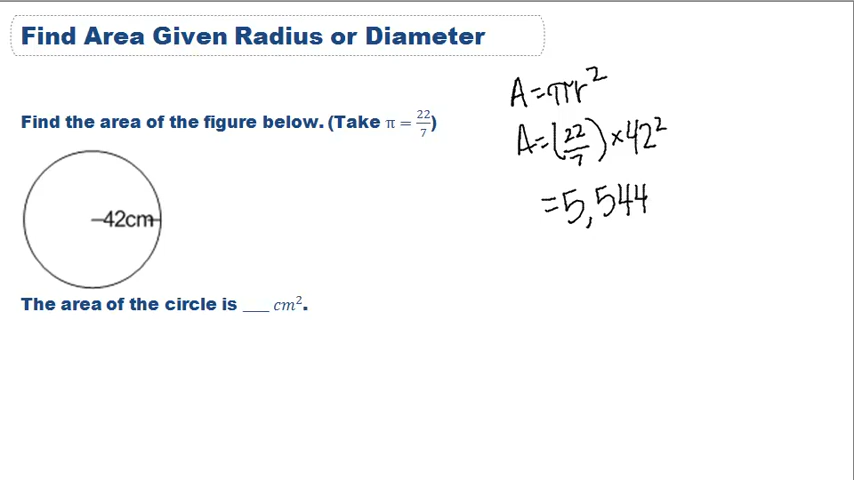 Find Area Given Radius or Diameter
A=πr²
Find the area of the figure below. (Take π = 22/7)
A=(22/7)×42²
=5,544
42cm
The area of the circle is ___ cm².